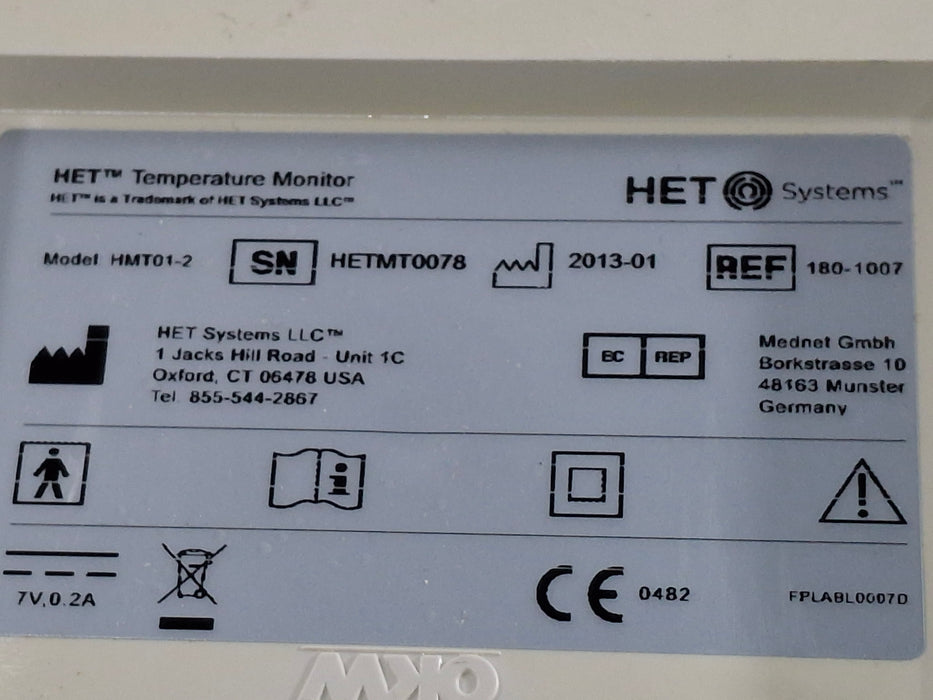 HET™ Temperature Monitor
HET™ is a Trademark of HET Systems LLC™
HET Systems™
Model HMT01-2 SN HETMT0078 2013-01 REF 180-1007
HET Systems LLC™
1 Jacks Hill Road - Unit 1C
Oxford, CT 06478 USA
Tel. 855-544-2867
EC REP
Mednet Gmbh
Borkstrasse 10
48163 Munster
Germany
7V,0.2A
CE 0482
FPLABL0007D
OKW